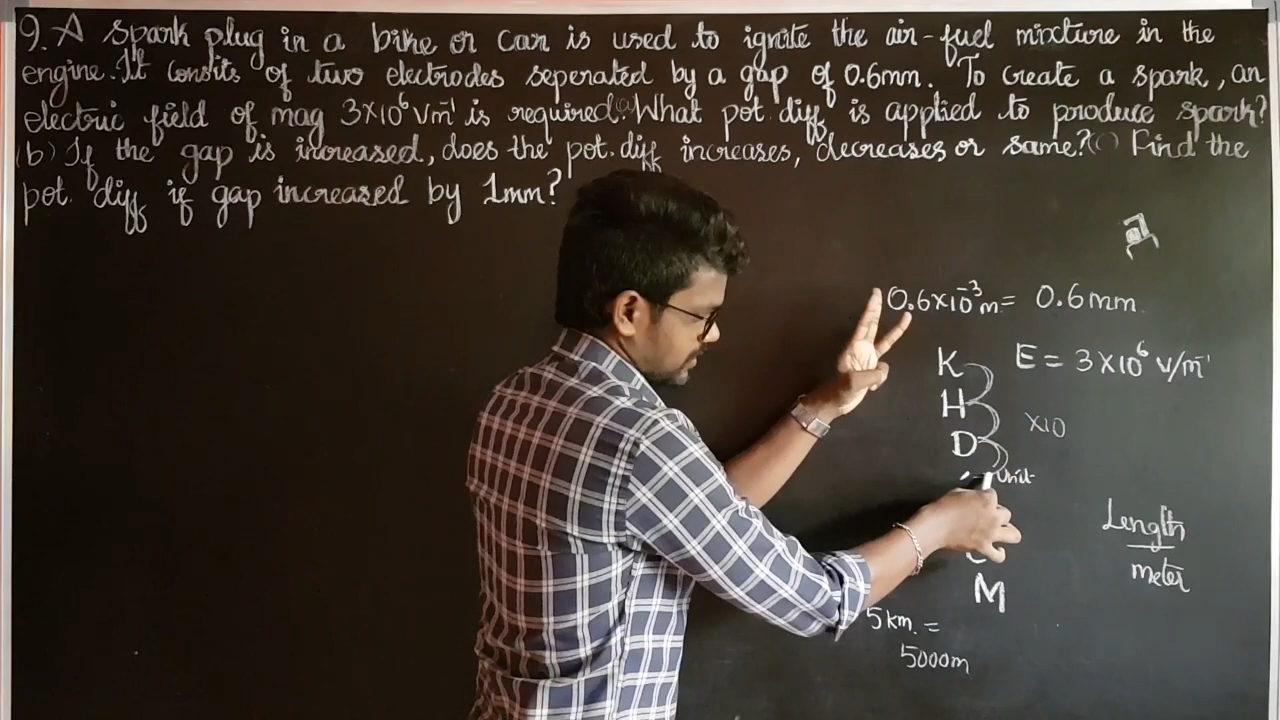 9. A spark plug in a bike or car is used to ignite the air-fuel mixture in the
engine. It consits of two electrodes seperated by a gap of 0.6mm. To create a spark, an
electric field of mag 3×10⁶ Vm⁻¹ is required. (a) What pot. diff is applied to produce spark?
(b) If the gap is increased, does the pot. diff increases, decreases or same? (c) Find the
pot. diff if gap increased by 1mm?
0.6×10⁻³m = 0.6mm
K
E = 3×10⁶ V/m⁻¹
H
×10
D
Unit
Length
meter
M
5km. =
5000m